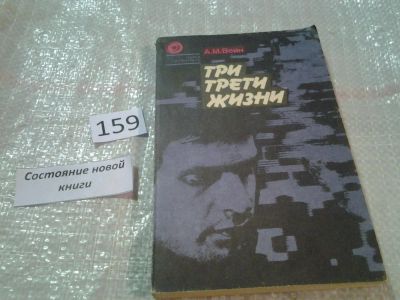 А.М.Вейн
ТРИ
ТРЕТИ
ЖИЗНИ
159
Состояние новой
книги